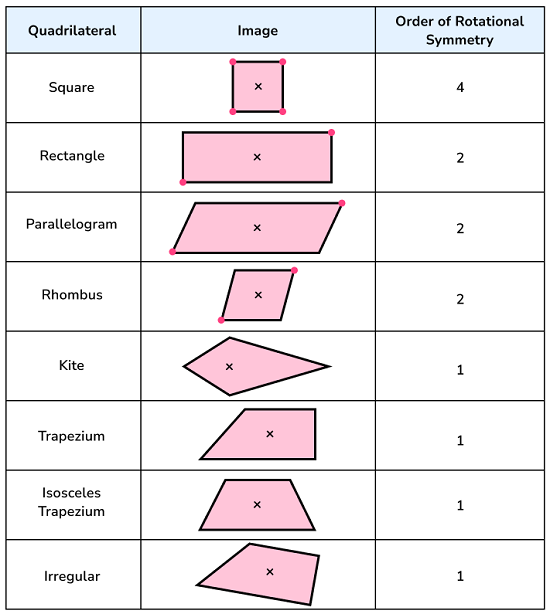 Quadrilateral
Image
Order of Rotational
Symmetry
Square
4
Rectangle
2
Parallelogram
2
Rhombus
2
Kite
1
Trapezium
1
Isosceles
Trapezium
1
Irregular
1